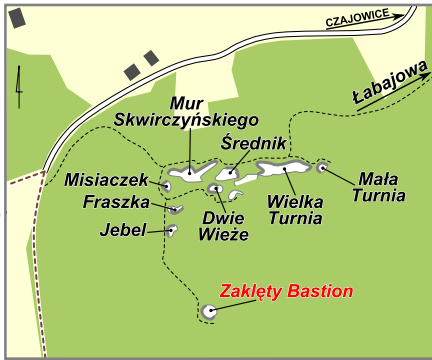 CZAJOWICE
Łabajowa
Mur
Skwirczyńskiego
Średnik
Misiaczek
Fraszka
Jebel
Dwie
Wieże
Wielka
Turnia
Mała
Turnia
Zaklęty Bastion